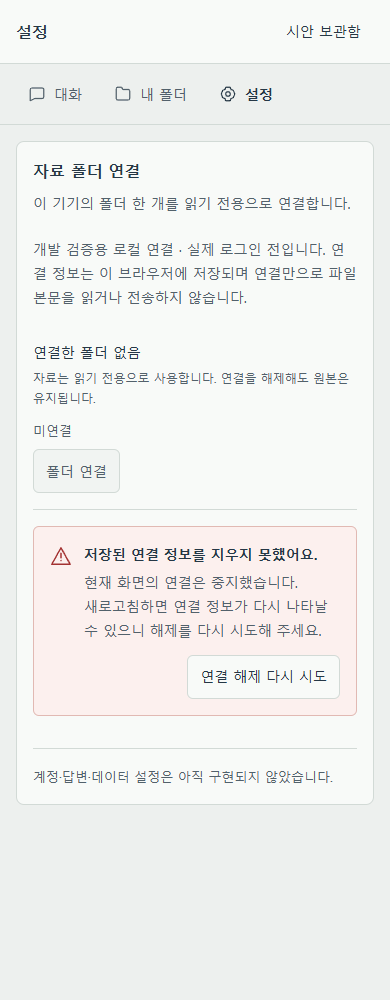 설정
시안 보관함
대화
내 폴더
설정
자료 폴더 연결
이 기기의 폴더 한 개를 읽기 전용으로 연결합니다.
개발 검증용 로컬 연결 · 실제 로그인 전입니다. 연
결 정보는 이 브라우저에 저장되며 연결만으로 파일
본문을 읽거나 전송하지 않습니다.
연결한 폴더 없음
자료는 읽기 전용으로 사용합니다. 연결을 해제해도 원본은
유지됩니다.
미연결
폴더 연결
저장된 연결 정보를 지우지 못했어요.
현재 화면의 연결은 중지했습니다.
새로고침하면 연결 정보가 다시 나타날
수 있으니 해제를 다시 시도해 주세요.
연결 해제 다시 시도
계정·답변·데이터 설정은 아직 구현되지 않았습니다.